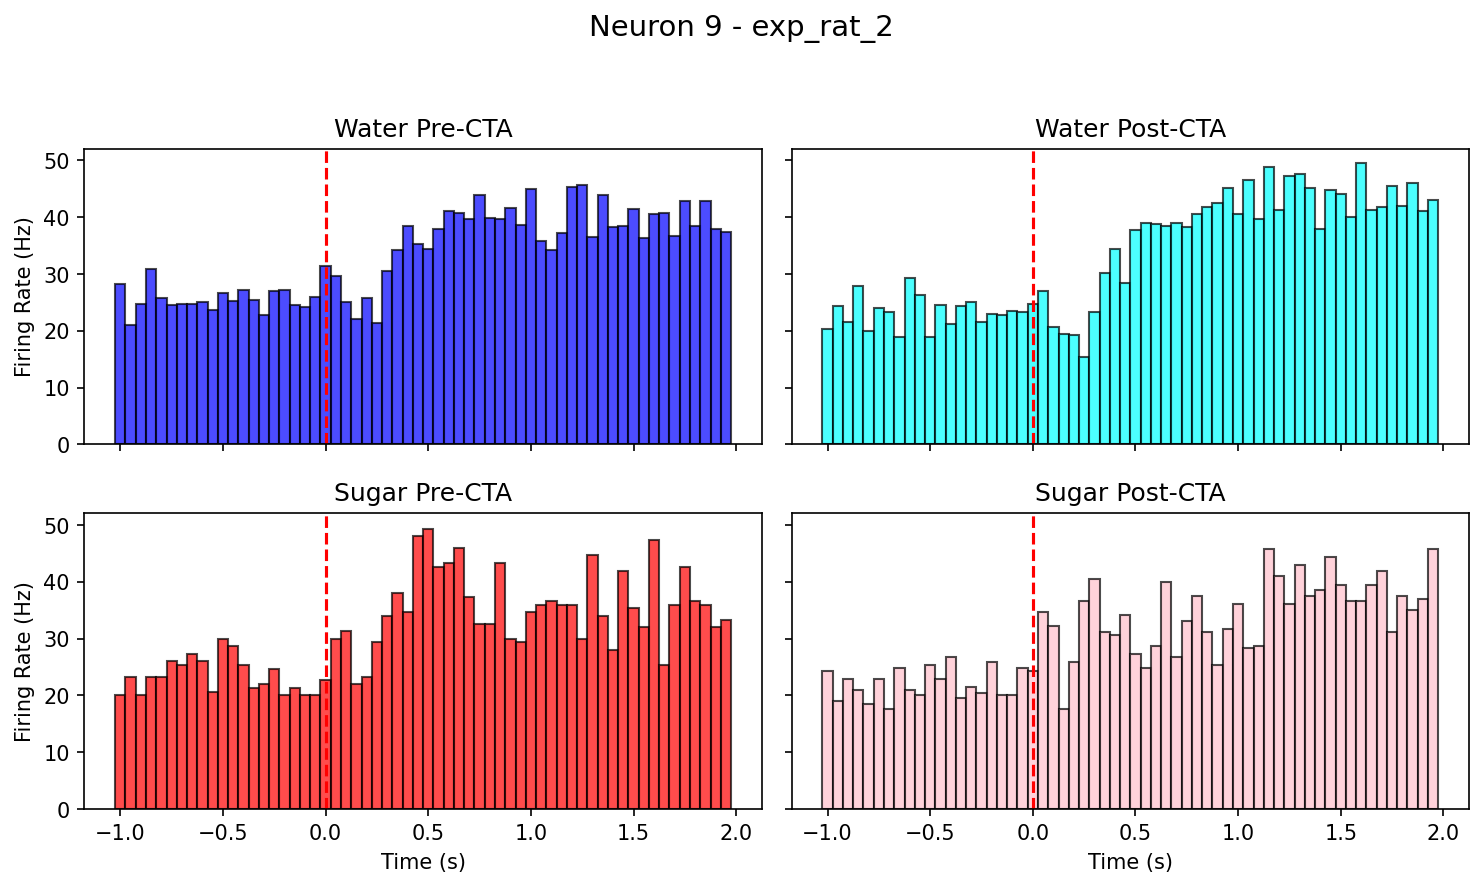 Neuron 9 - exp_rat_2
Water Pre-CTA
Water Post-CTA
Firing Rate (Hz)
50
40
30
20
10
0
Sugar Pre-CTA
Sugar Post-CTA
Firing Rate (Hz)
50
40
30
20
10
0
−1.0 −0.5 0.0 0.5 1.0 1.5 2.0
−1.0 −0.5 0.0 0.5 1.0 1.5 2.0
Time (s)
Time (s)